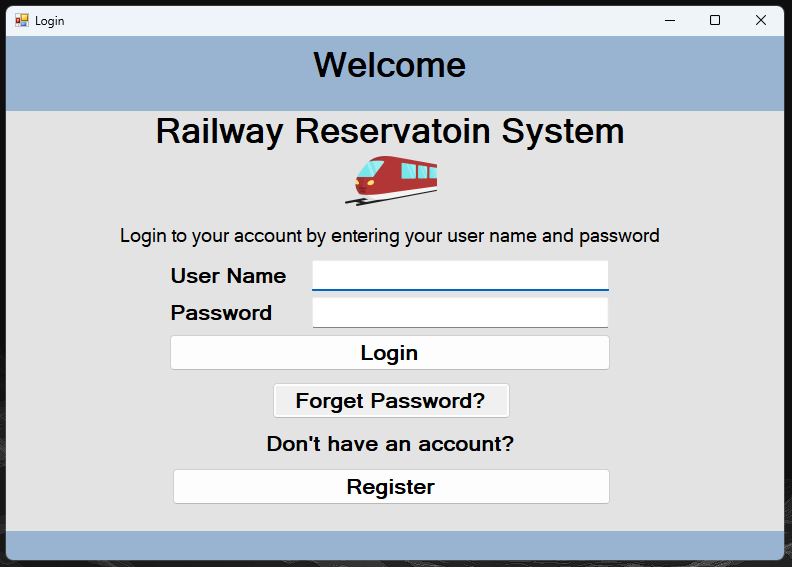 Login
Welcome
Railway Reservatoin System
Login to your account by entering your user name and password
User Name
Password
Login
Forget Password?
Don't have an account?
Register